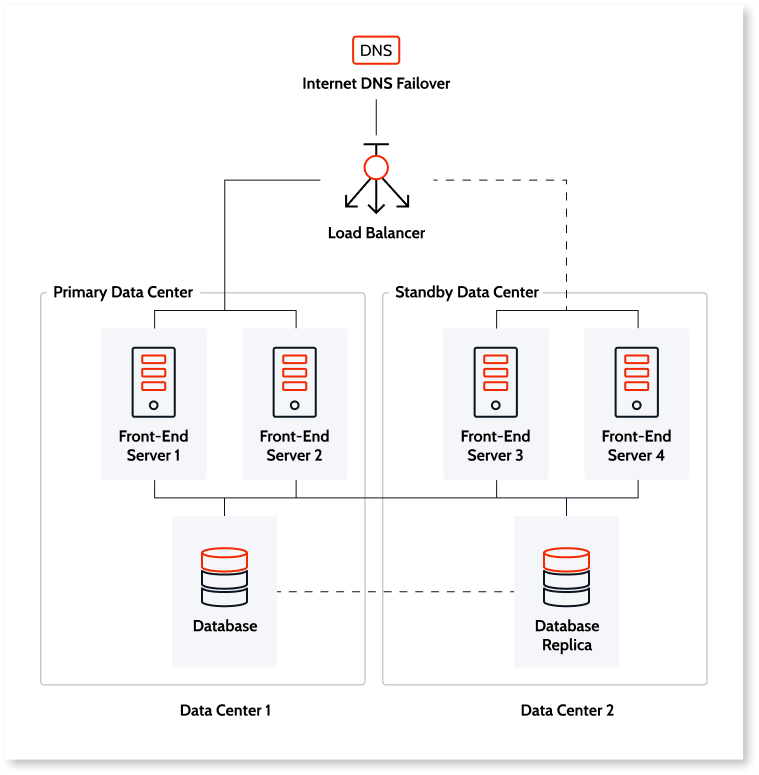 DNS
Internet DNS Failover
Load Balancer
Primary Data Center
Standby Data Center
Front-End
Server 1
Front-End
Server 2
Front-End
Server 3
Front-End
Server 4
Database
Database
Replica
Data Center 1
Data Center 2